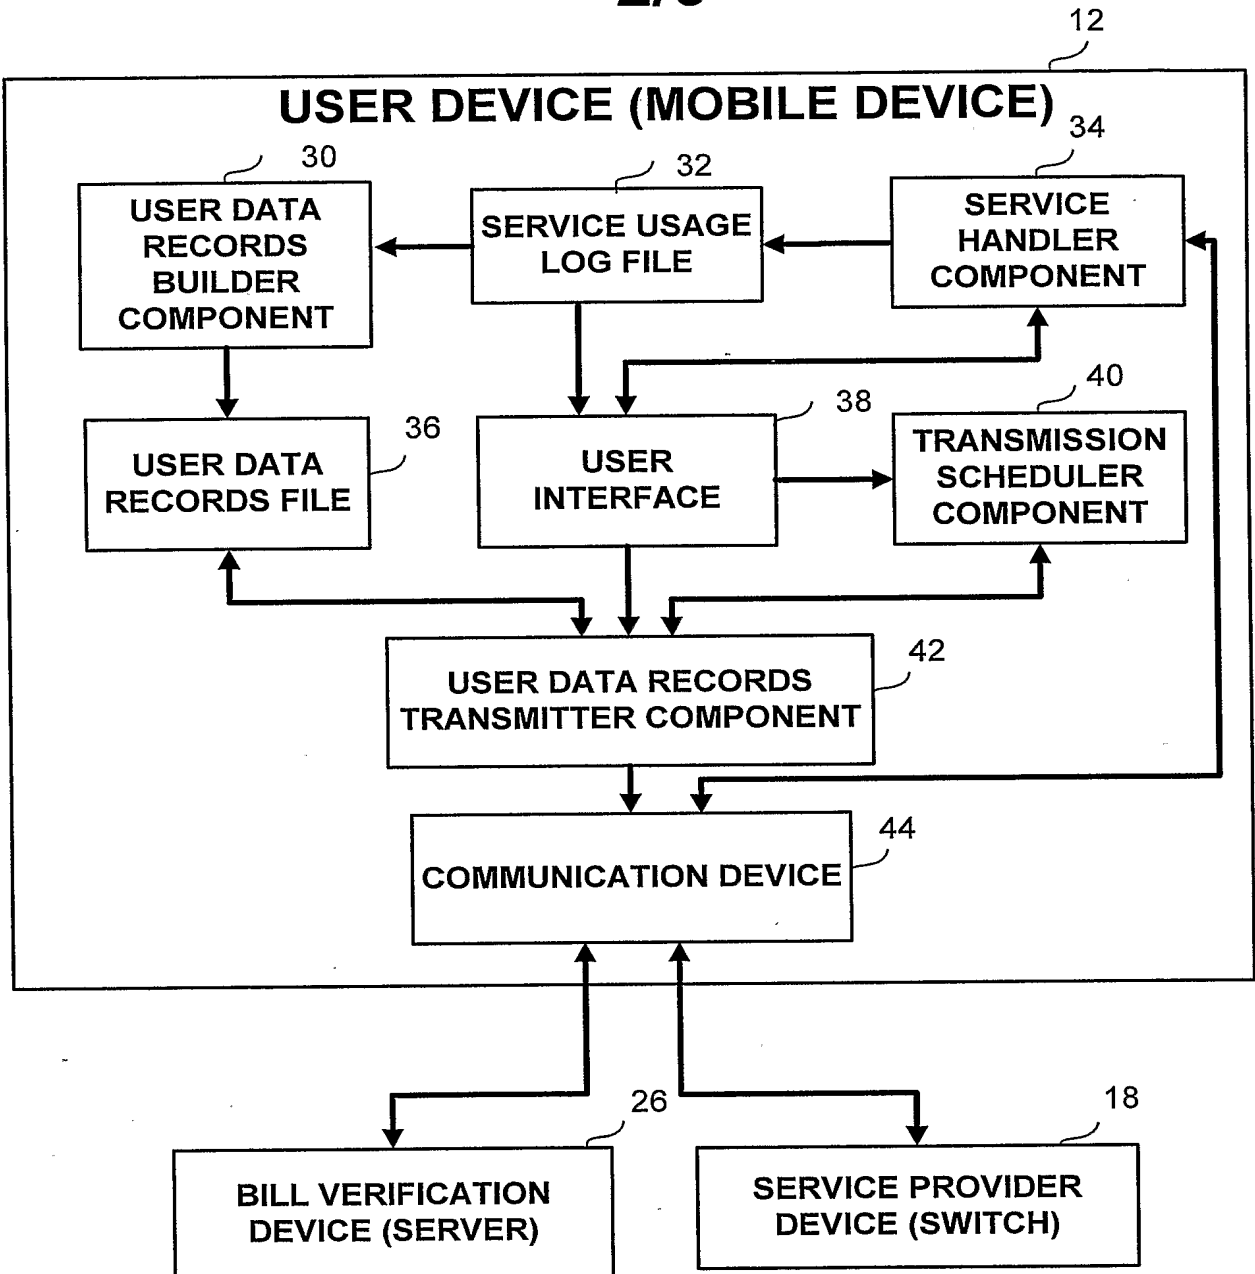 12
USER DEVICE (MOBILE DEVICE)
30
32
34
USER DATA
RECORDS
BUILDER
COMPONENT
SERVICE USAGE
LOG FILE
SERVICE
HANDLER
COMPONENT
36
38
40
USER DATA
RECORDS FILE
USER
INTERFACE
TRANSMISSION
SCHEDULER
COMPONENT
42
USER DATA RECORDS
TRANSMITTER COMPONENT
44
COMMUNICATION DEVICE
26
18
BILL VERIFICATION
DEVICE (SERVER)
SERVICE PROVIDER
DEVICE (SWITCH)